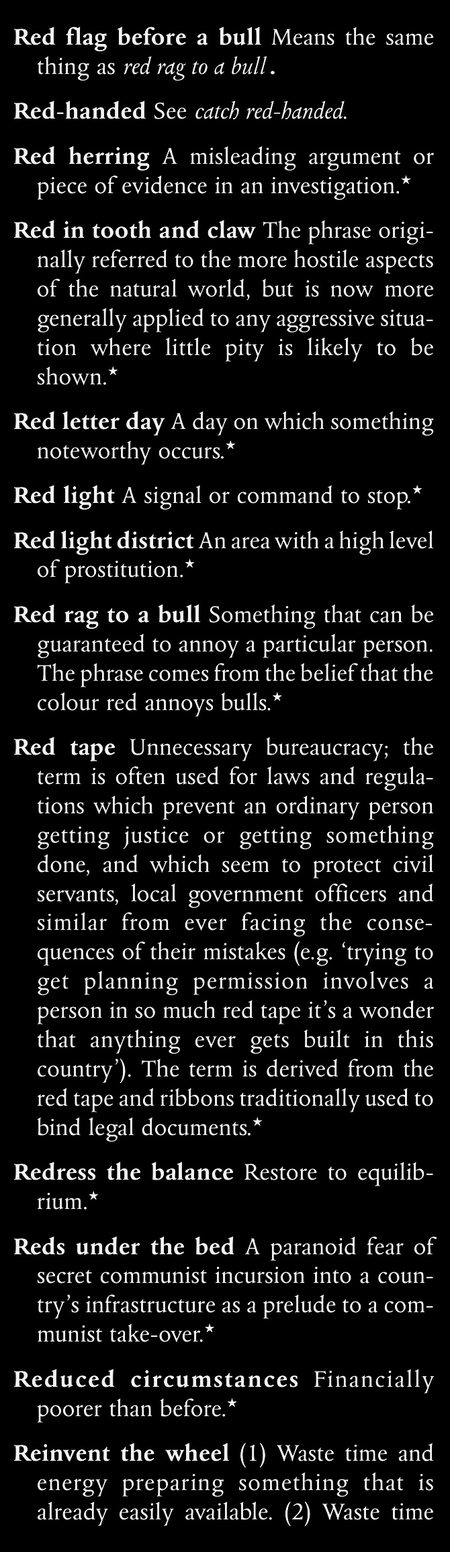 Red flag before a bull Means the same
thing as red rag to a bull.
Red-handed See catch red-handed.
Red herring A misleading argument or
piece of evidence in an investigation.★
Red in tooth and claw The phrase origi-
nally referred to the more hostile aspects
of the natural world, but is now more
generally applied to any aggressive situa-
tion where little pity is likely to be
shown.★
Red letter day A day on which something
noteworthy occurs.★
Red light A signal or command to stop.★
Red light district An area with a high level
of prostitution.★
Red rag to a bull Something that can be
guaranteed to annoy a particular person.
The phrase comes from the belief that the
colour red annoys bulls.★
Red tape Unnecessary bureaucracy; the
term is often used for laws and regula-
tions which prevent an ordinary person
getting justice or getting something
done, and which seem to protect civil
servants, local government officers and
similar from ever facing the conse-
quences of their mistakes (e.g. ‘trying to
get planning permission involves a
person in so much red tape it’s a wonder
that anything ever gets built in this
country’). The term is derived from the
red tape and ribbons traditionally used to
bind legal documents.★
Redress the balance Restore to equilib-
rium.★
Reds under the bed A paranoid fear of
secret communist incursion into a coun-
try’s infrastructure as a prelude to a com-
munist take-over.★
Reduced circumstances Financially
poorer than before.★
Reinvent the wheel (1) Waste time and
energy preparing something that is
already easily available. (2) Waste time